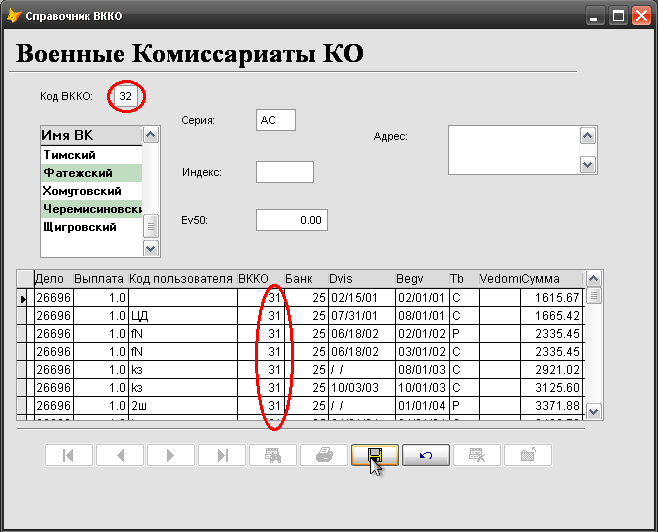 Справочник ВККО
Военные Комиссариаты КО
Код ВККО: 32
Серия: АС
Адрес:
Имя ВК
Тимский
Фатежский
Хомутовский
Черемисиновски
Щигровский
Индекс:
Ev50: 0.00
Дело Выплата Код пользователя ВККО Банк Dvis Begv Tb Vedomi Сумма
26696 1.0 31 25 02/15/01 02/01/01 С 1615.67
26696 1.0 ЦД 31 25 07/31/01 08/01/01 С 1665.42
26696 1.0 fN 31 25 06/18/02 02/01/02 Р 2335.45
26696 1.0 fN 31 25 06/18/02 03/01/02 С 2335.45
26696 1.0 kз 31 25 / / 08/01/03 С 2921.02
26696 1.0 kз 31 25 10/03/03 10/01/03 С 3125.60
26696 1.0 2ш 31 25 / / 01/01/04 Р 3371.88